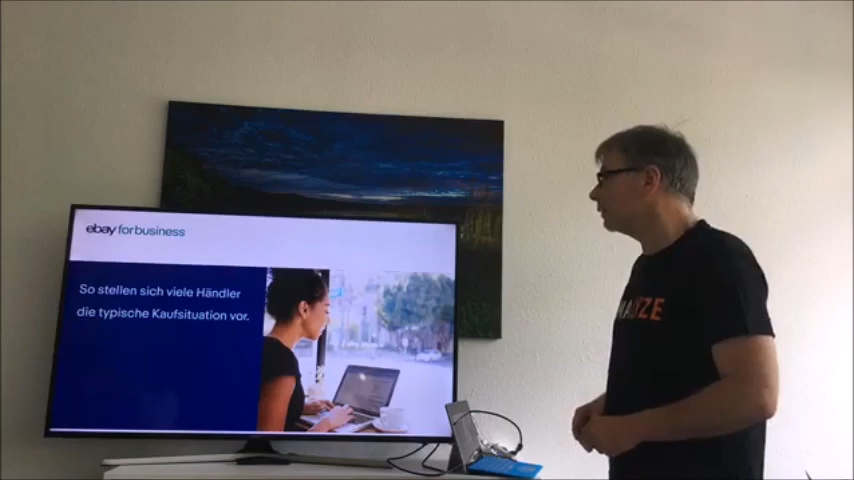 ebay for business
So stellen sich viele Händler
die typische Kaufsituation vor.